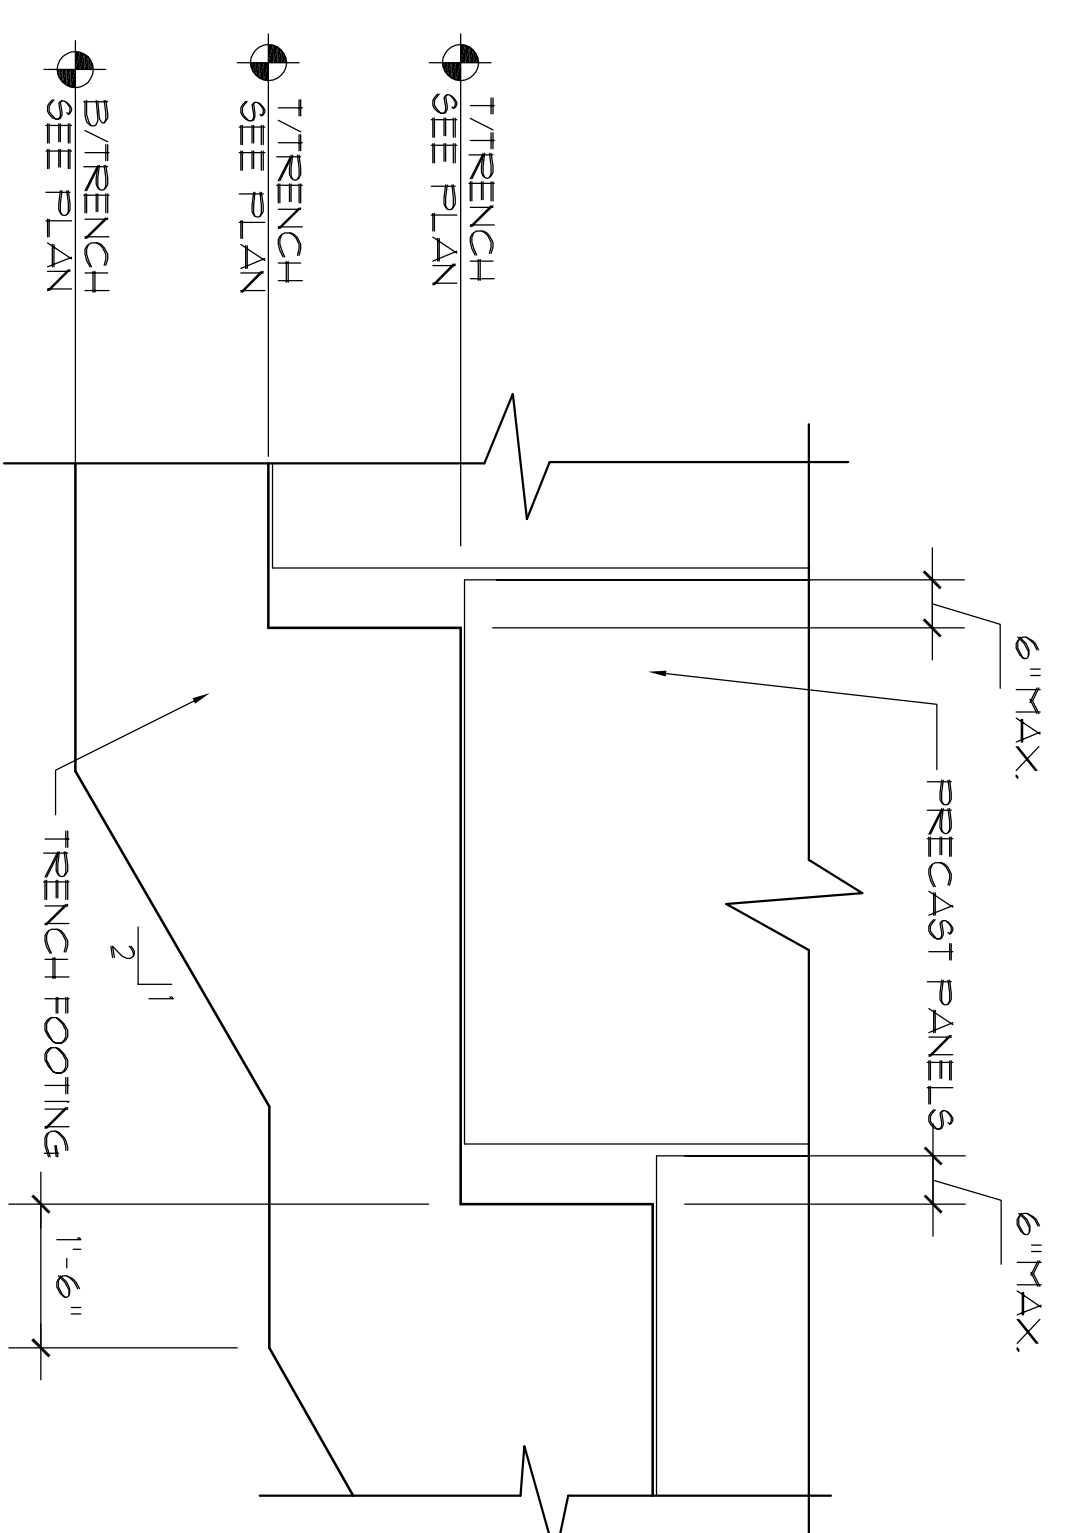 6" MAX.
6" MAX.
PRECAST PANELS
T/TRENCH
SEE PLAN
T/TRENCH
SEE PLAN
1
2
B/TRENCH
SEE PLAN
TRENCH FOOTING
1'-6"